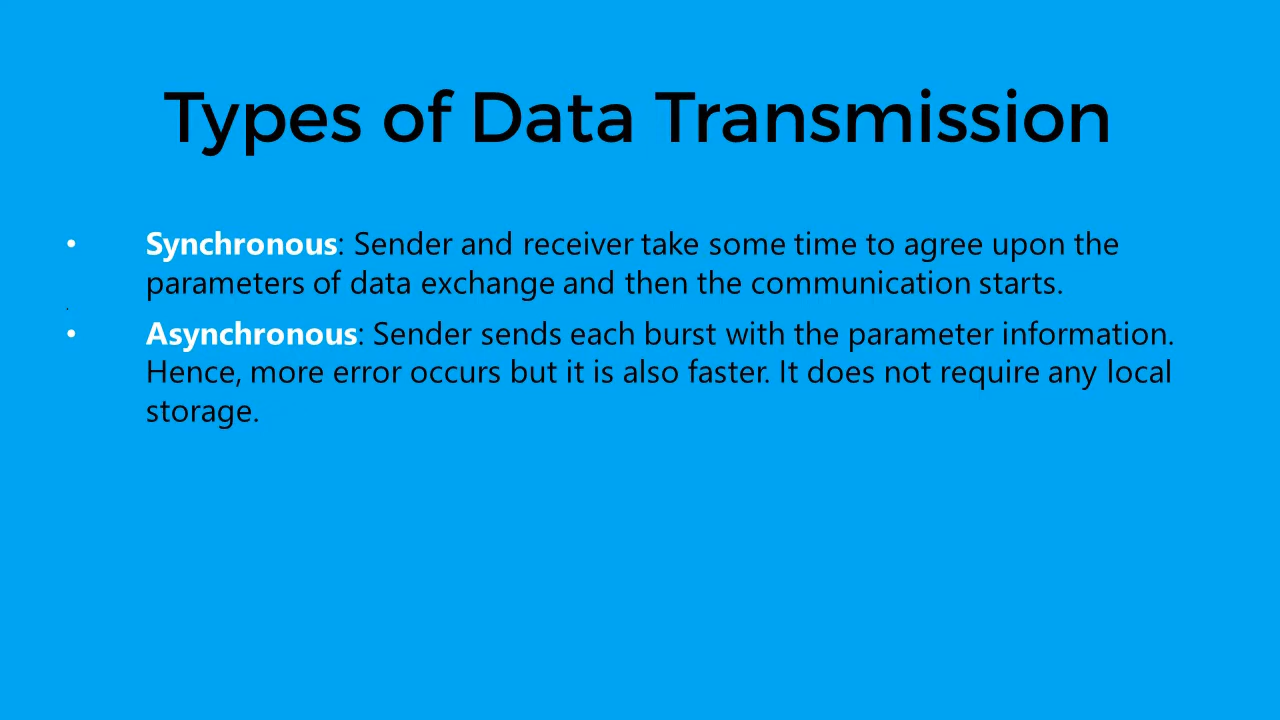 Types of Data Transmission
• Synchronous: Sender and receiver take some time to agree upon the
parameters of data exchange and then the communication starts.
• Asynchronous: Sender sends each burst with the parameter information.
Hence, more error occurs but it is also faster. It does not require any local
storage.